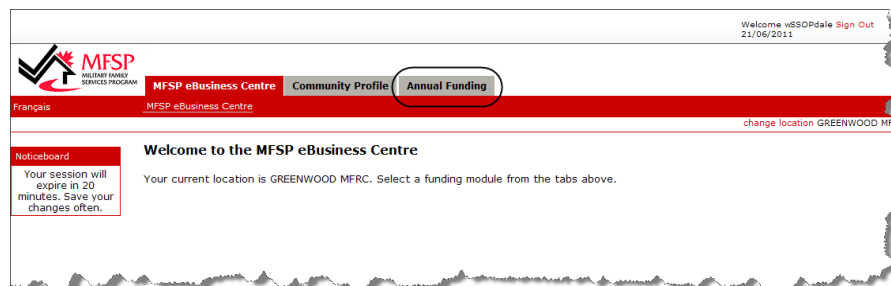 Welcome wSSOPdale Sign Out
21/06/2011
MFSP
MILITARY FAMILY
SERVICES PROGRAM
MFSP eBusiness Centre Community Profile Annual Funding
Français MFSP eBusiness Centre
change location GREENWOOD MF
Noticeboard
Your session will
expire in 20
minutes. Save your
changes often.
Welcome to the MFSP eBusiness Centre
Your current location is GREENWOOD MFRC. Select a funding module from the tabs above.